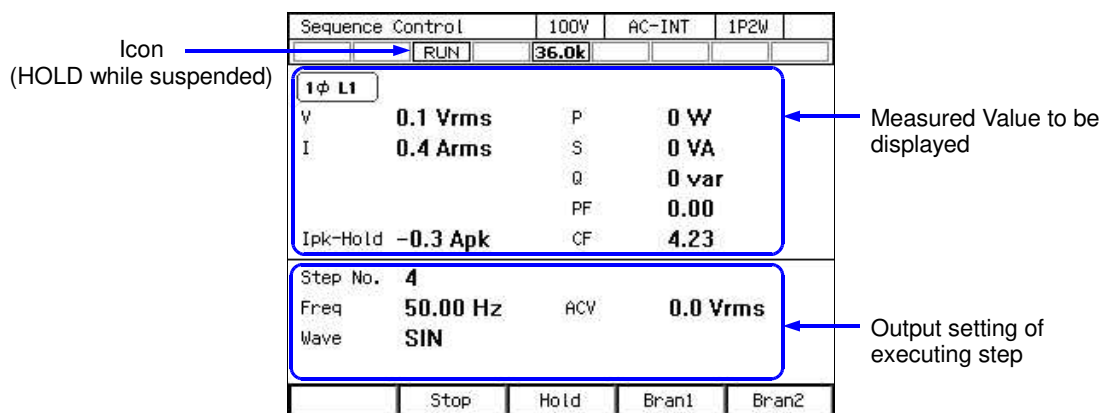 Sequence Control 100V AC-INT 1P2W
Icon
(HOLD while suspended)
RUN 36.0k
1φ L1
V 0.1 Vrms P 0 W
I 0.4 Arms S 0 VA
Q 0 var
PF 0.00
Ipk-Hold -0.3 Apk CF 4.23
Measured Value to be
displayed
Step No. 4
Freq 50.00 Hz ACV 0.0 Vrms
Wave SIN
Output setting of
executing step
Stop Hold Bran1 Bran2